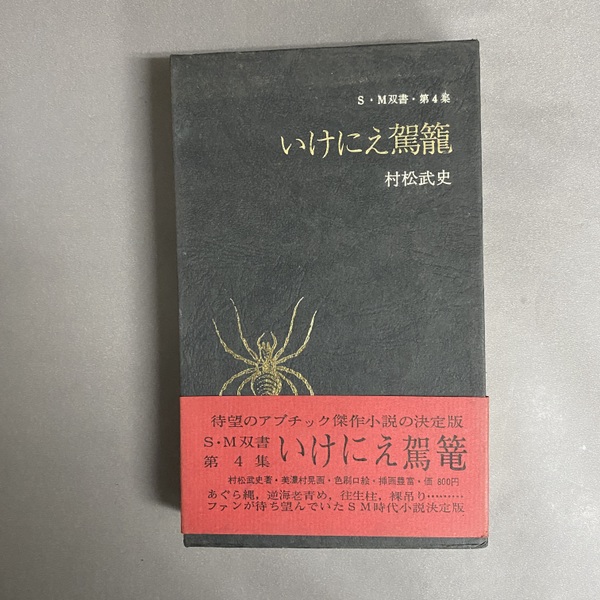 S・M双書・第4集
いけにえ駕籠
村松武史
待望のアブチック傑作小説の決定版
S・M双書
第4集
いけにえ駕篭
村松武史著・美濃村晃画・色刷口絵・挿画豊富・価 800円
あぐら縄，逆海老責め，往生柱，裸吊り………
ファンが待ち望んでいたSM時代小説決定版